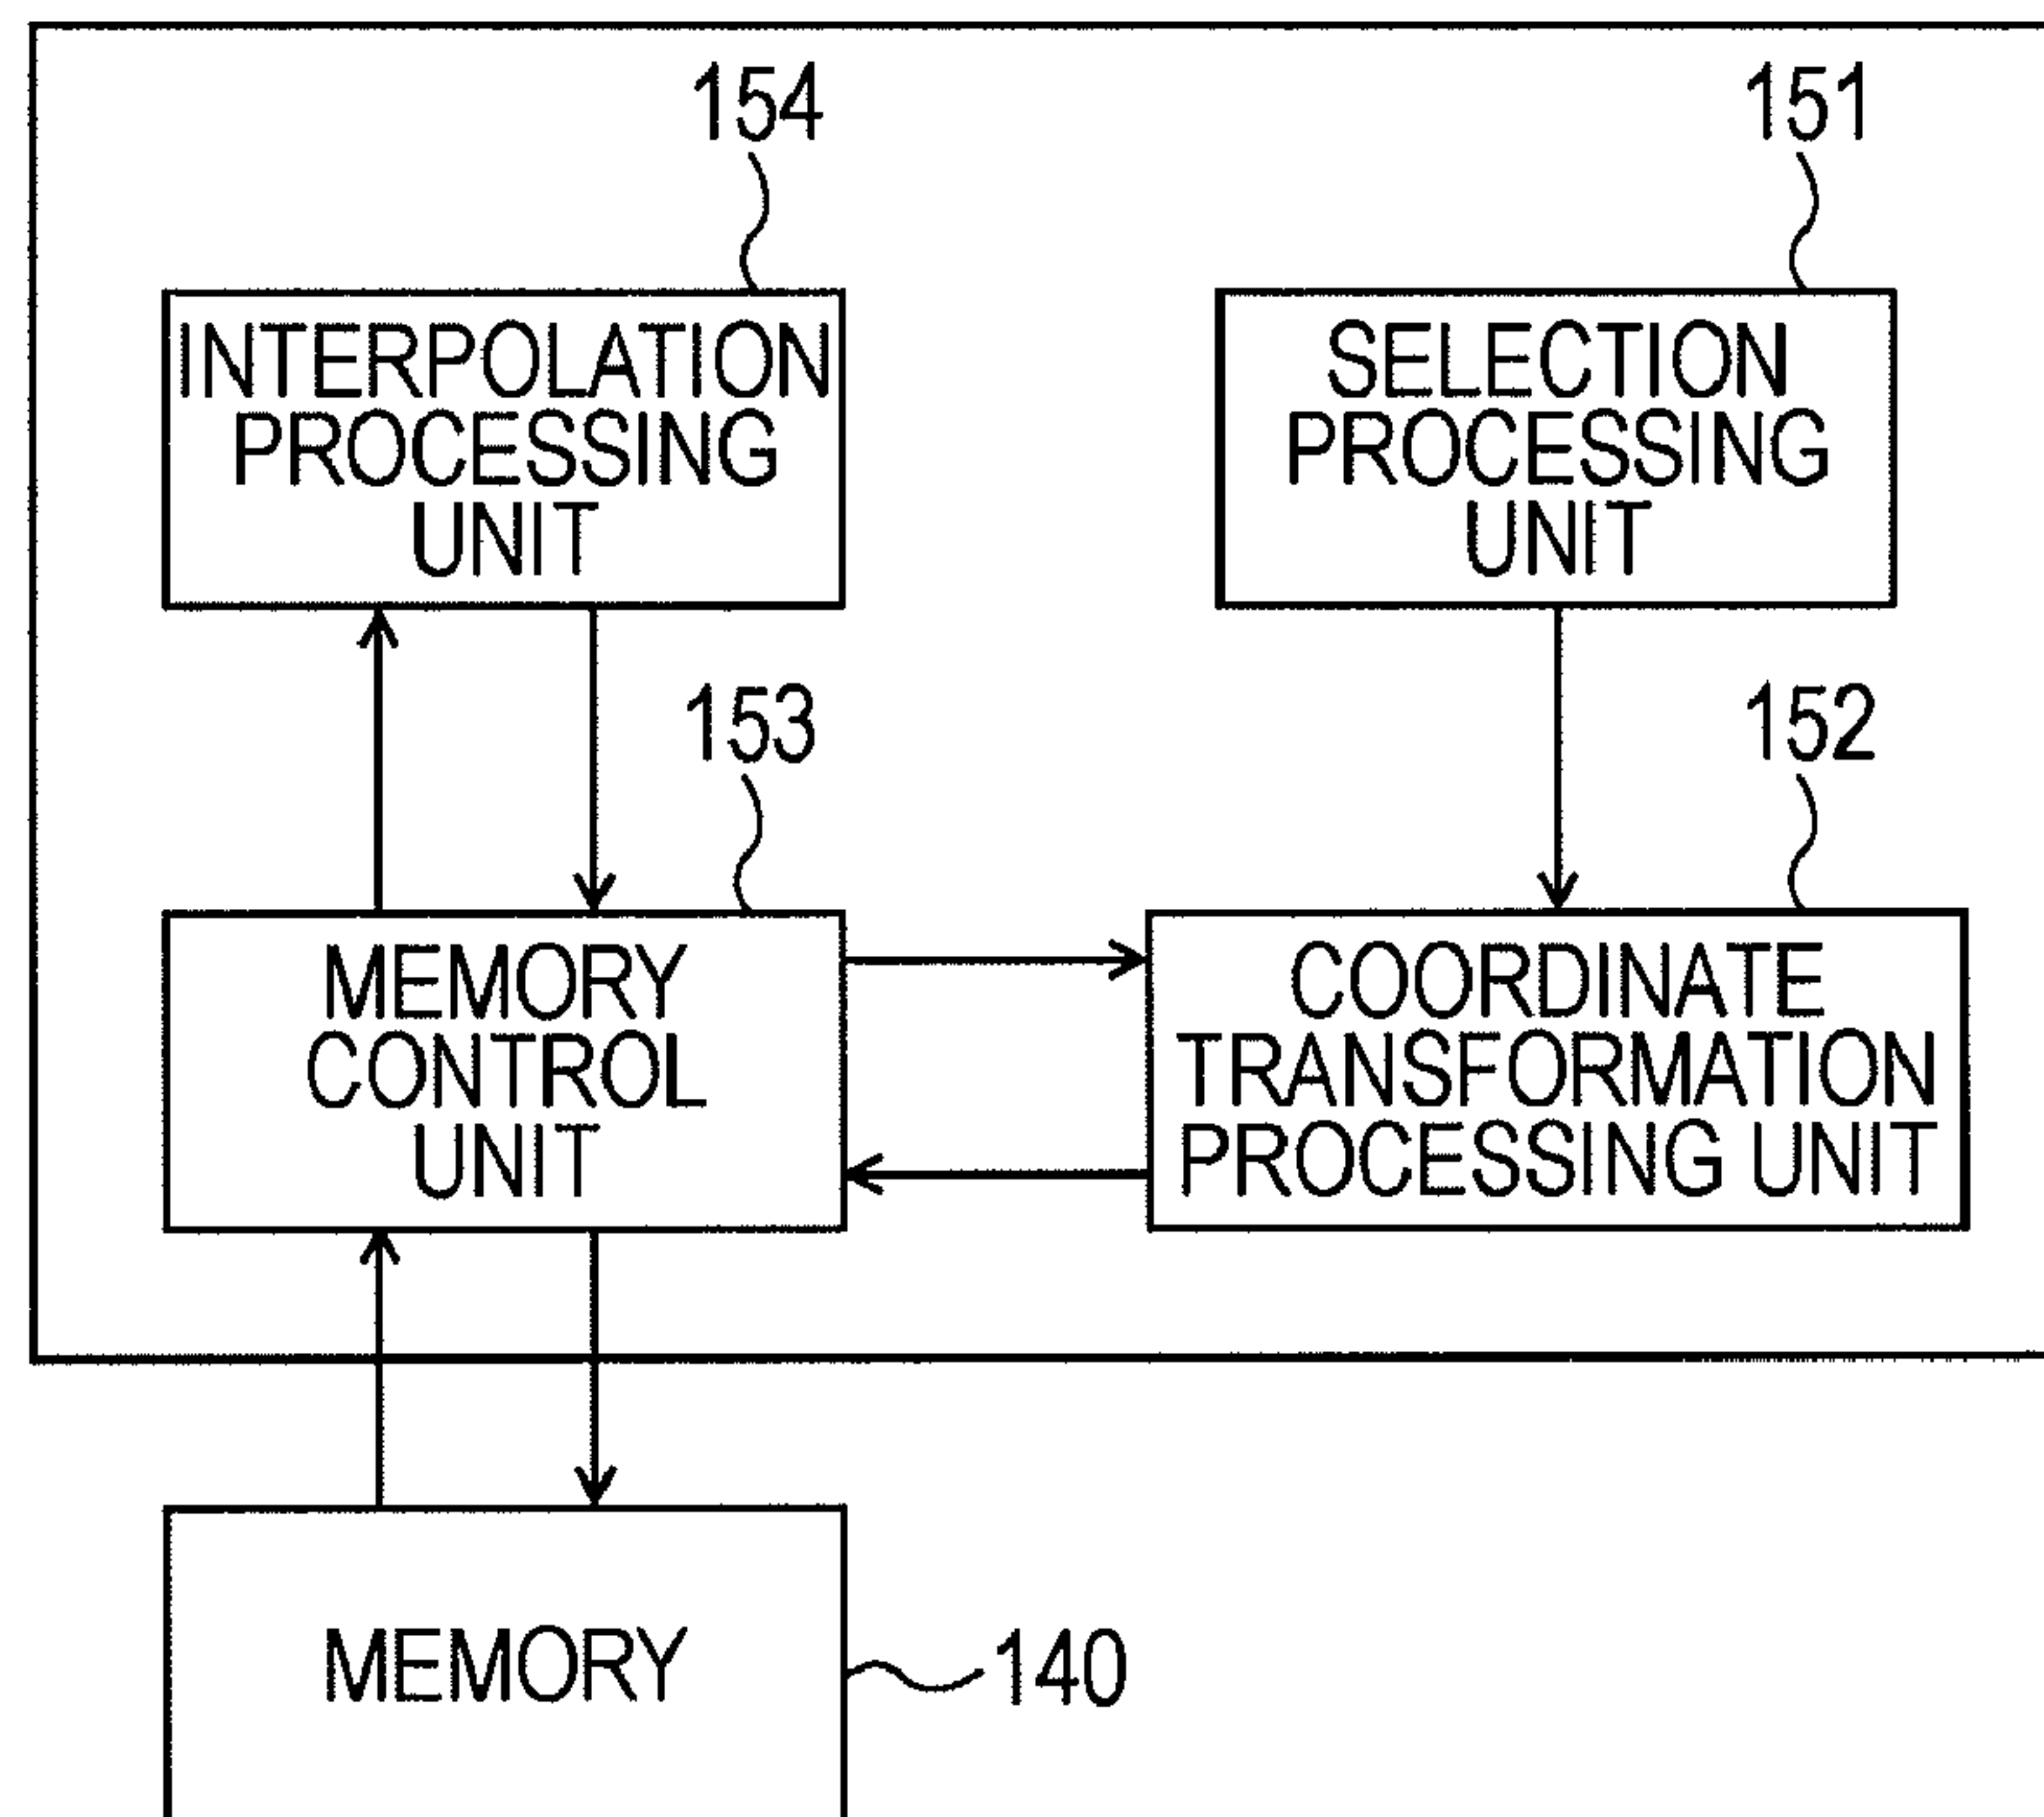 154
151
INTERPOLATION
PROCESSING
UNIT
SELECTION
PROCESSING
UNIT
153
152
MEMORY
CONTROL
UNIT
COORDINATE
TRANSFORMATION
PROCESSING UNIT
MEMORY
140